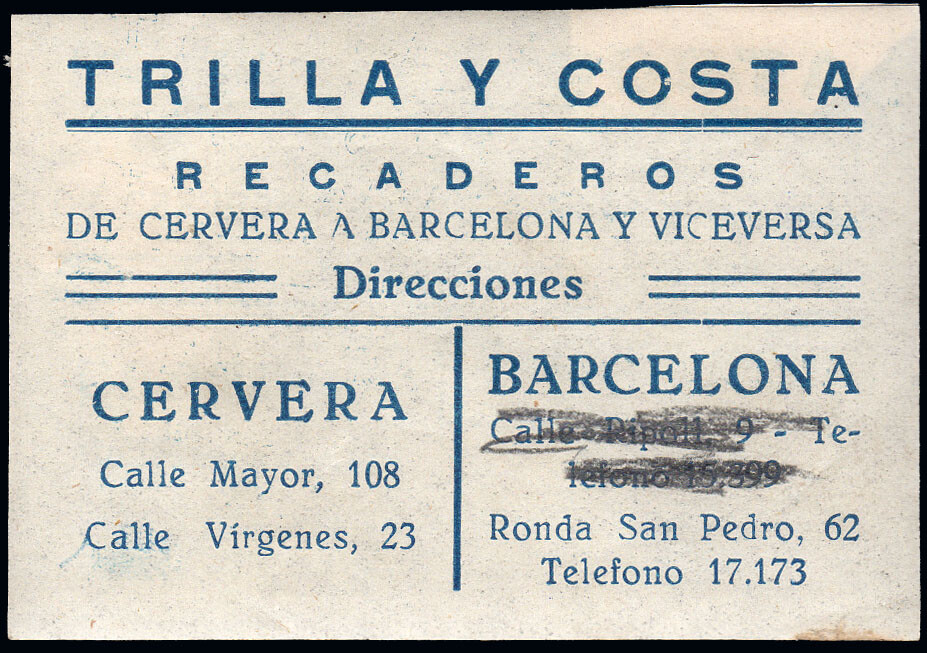 TRILLA Y COSTA
RECADEROS
DE CERVERA A BARCELONA Y VICEVERSA
Direcciones
CERVERA
Calle Mayor, 108
Calle Vírgenes, 23
BARCELONA
Calle Ripoll, 9 - Te-
lefono 15.399
Ronda San Pedro, 62
Telefono 17.173